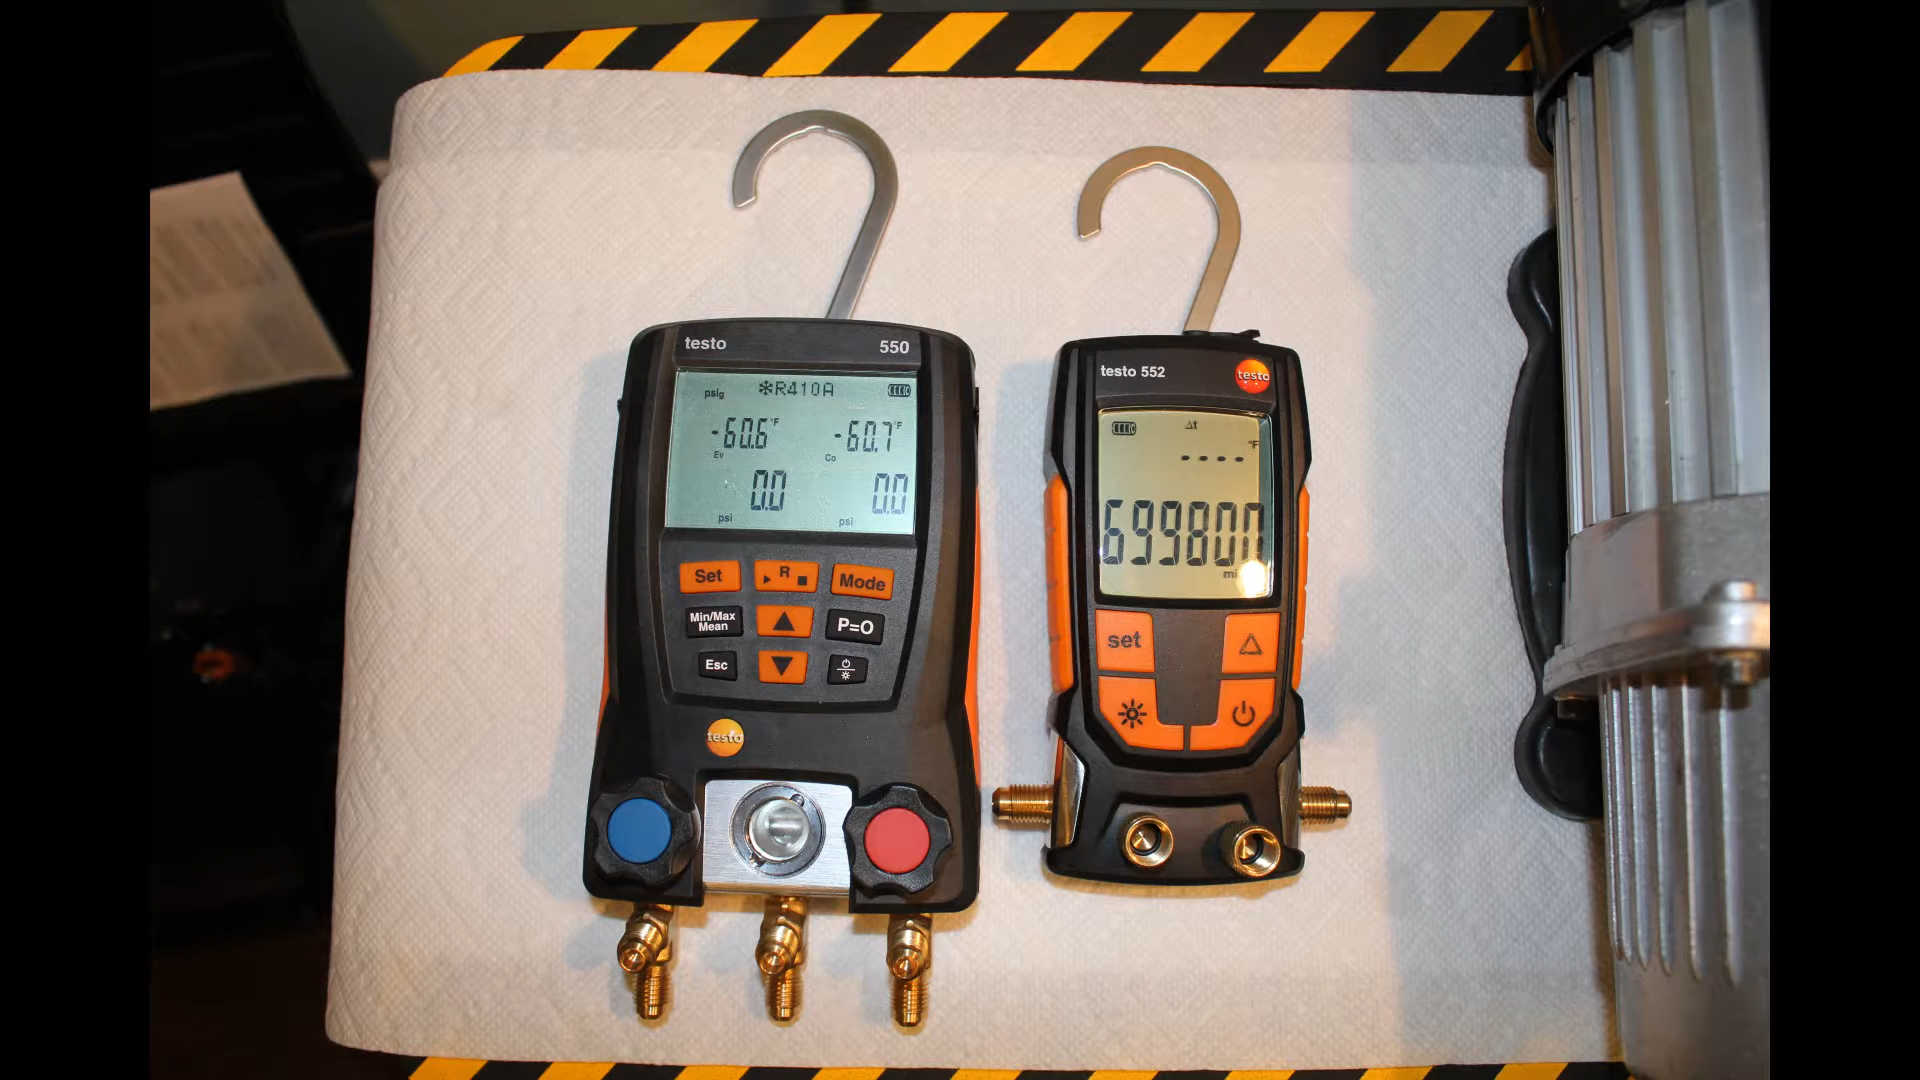 testo 550
psig ❄R410A
-60.6°F -60.7°F
Ev Co
0.0 0.0
psi psi
Set ▶ R ■ Mode
Min/Max
Mean ▲ P=O
Esc ▼
testo
testo 552
testo
Δt
°F
----
699800
set △